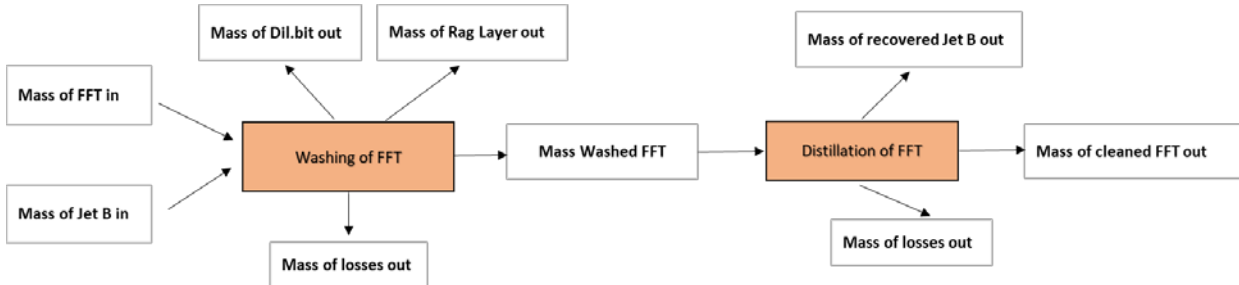 Mass of Dil.bit out
Mass of Rag Layer out
Mass of recovered Jet B out
Mass of FFT in
Washing of FFT
Mass Washed FFT
Distillation of FFT
Mass of cleaned FFT out
Mass of Jet B in
Mass of losses out
Mass of losses out